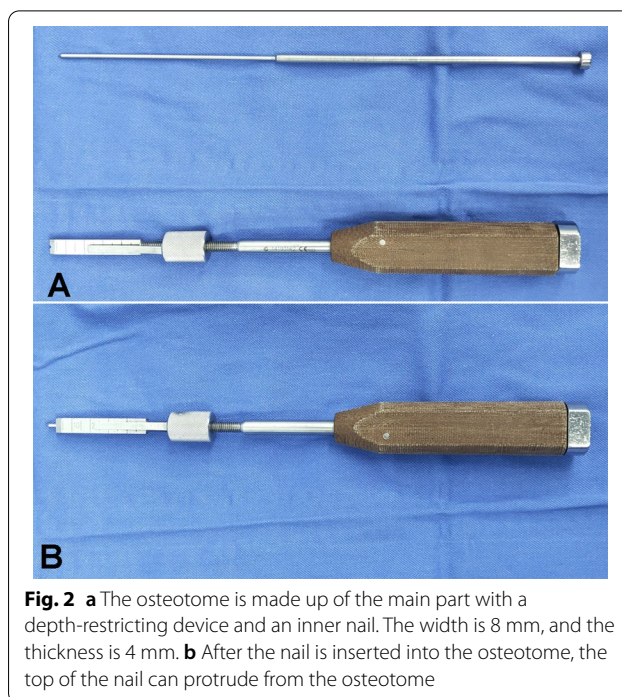 A
B
Fig. 2 a The osteotome is made up of the main part with a
depth-restricting device and an inner nail. The width is 8 mm, and the
thickness is 4 mm. b After the nail is inserted into the osteotome, the
top of the nail can protrude from the osteotome